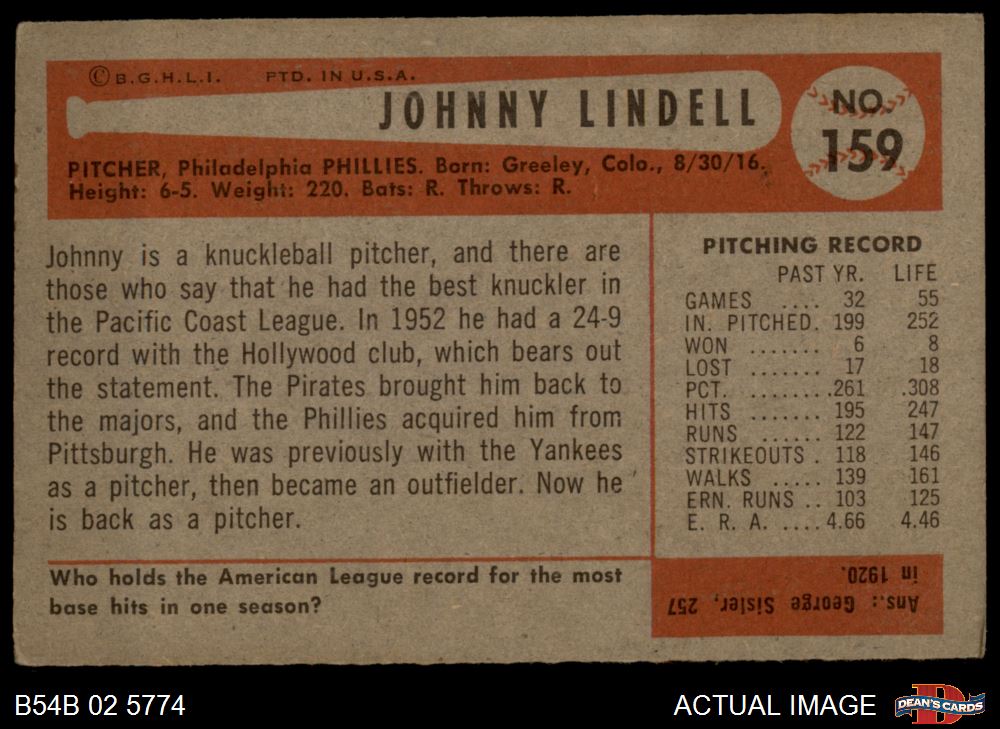 © B.G.H.L.I. PTD. IN U.S.A.
JOHNNY LINDELL
NO.
159
PITCHER, Philadelphia PHILLIES. Born: Greeley, Colo., 8/30/16.
Height: 6-5. Weight: 220. Bats: R. Throws: R.
Johnny is a knuckleball pitcher, and there are
those who say that he had the best knuckler in
the Pacific Coast League. In 1952 he had a 24-9
record with the Hollywood club, which bears out
the statement. The Pirates brought him back to
the majors, and the Phillies acquired him from
Pittsburgh. He was previously with the Yankees
as a pitcher, then became an outfielder. Now he
is back as a pitcher.
PITCHING RECORD
PAST YR. LIFE
GAMES .... 32 55
IN. PITCHED. 199 252
WON ....... 6 8
LOST ....... 17 18
PCT. ........261 .308
HITS ....... 195 247
RUNS ...... 122 147
STRIKEOUTS . 118 146
WALKS ..... 139 161
ERN. RUNS .. 103 125
E. R. A. .... 4.66 4.46
Who holds the American League record for the most
base hits in one season?
Ans.: George Sisler, 257
in 1920.
B54B 02 5774
ACTUAL IMAGE
DEAN'S CARDS